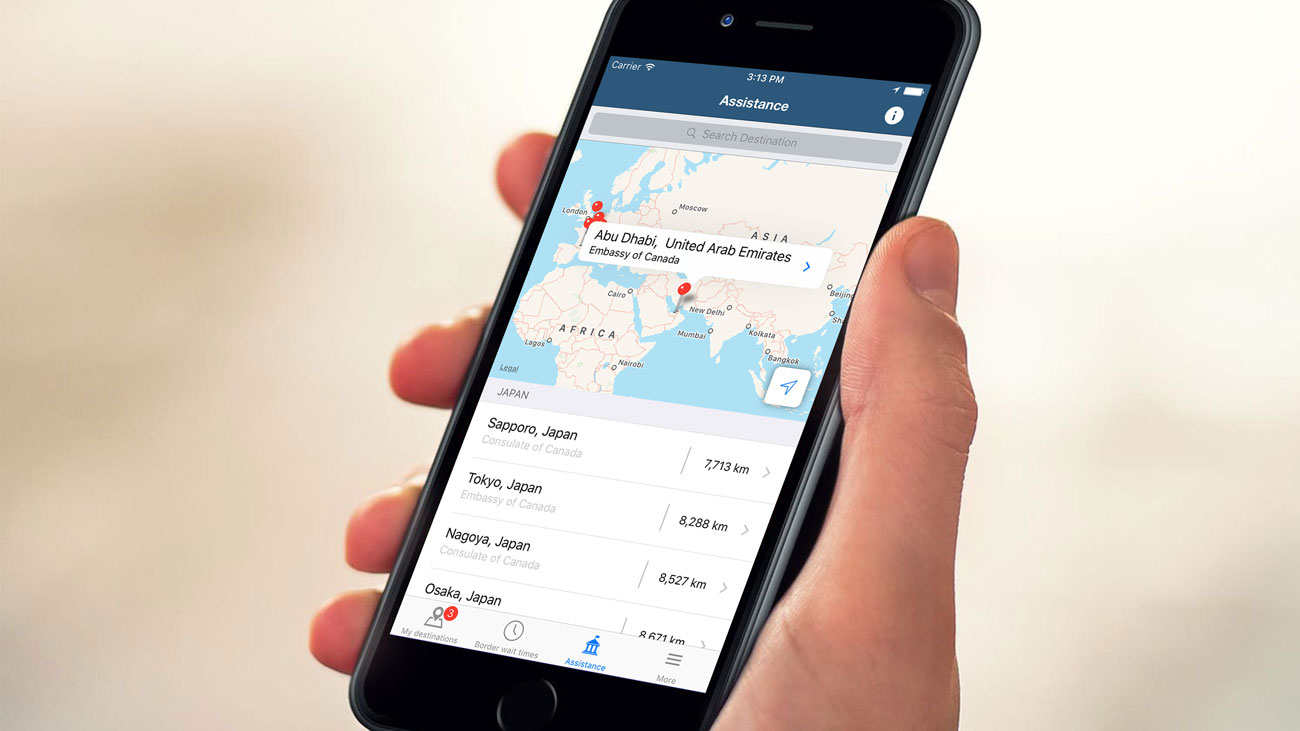 Carrier
3:13 PM
Assistance
i
Search Destination
Moscow
London
ASIA
Abu Dhabi, United Arab Emirates
Embassy of Canada
Beijing
Cairo
New Delhi
Sh
AFRICA
Mumbai
Kolkata
Lagos
Bangkok
Nairobi
Legal
JAPAN
Sapporo, Japan
Consulate of Canada
7,713 km
Tokyo, Japan
Embassy of Canada
8,288 km
Nagoya, Japan
Consulate of Canada
8,527 km
Osaka, Japan
8,671 km
3
My destinations
Border wait times
Assistance
More